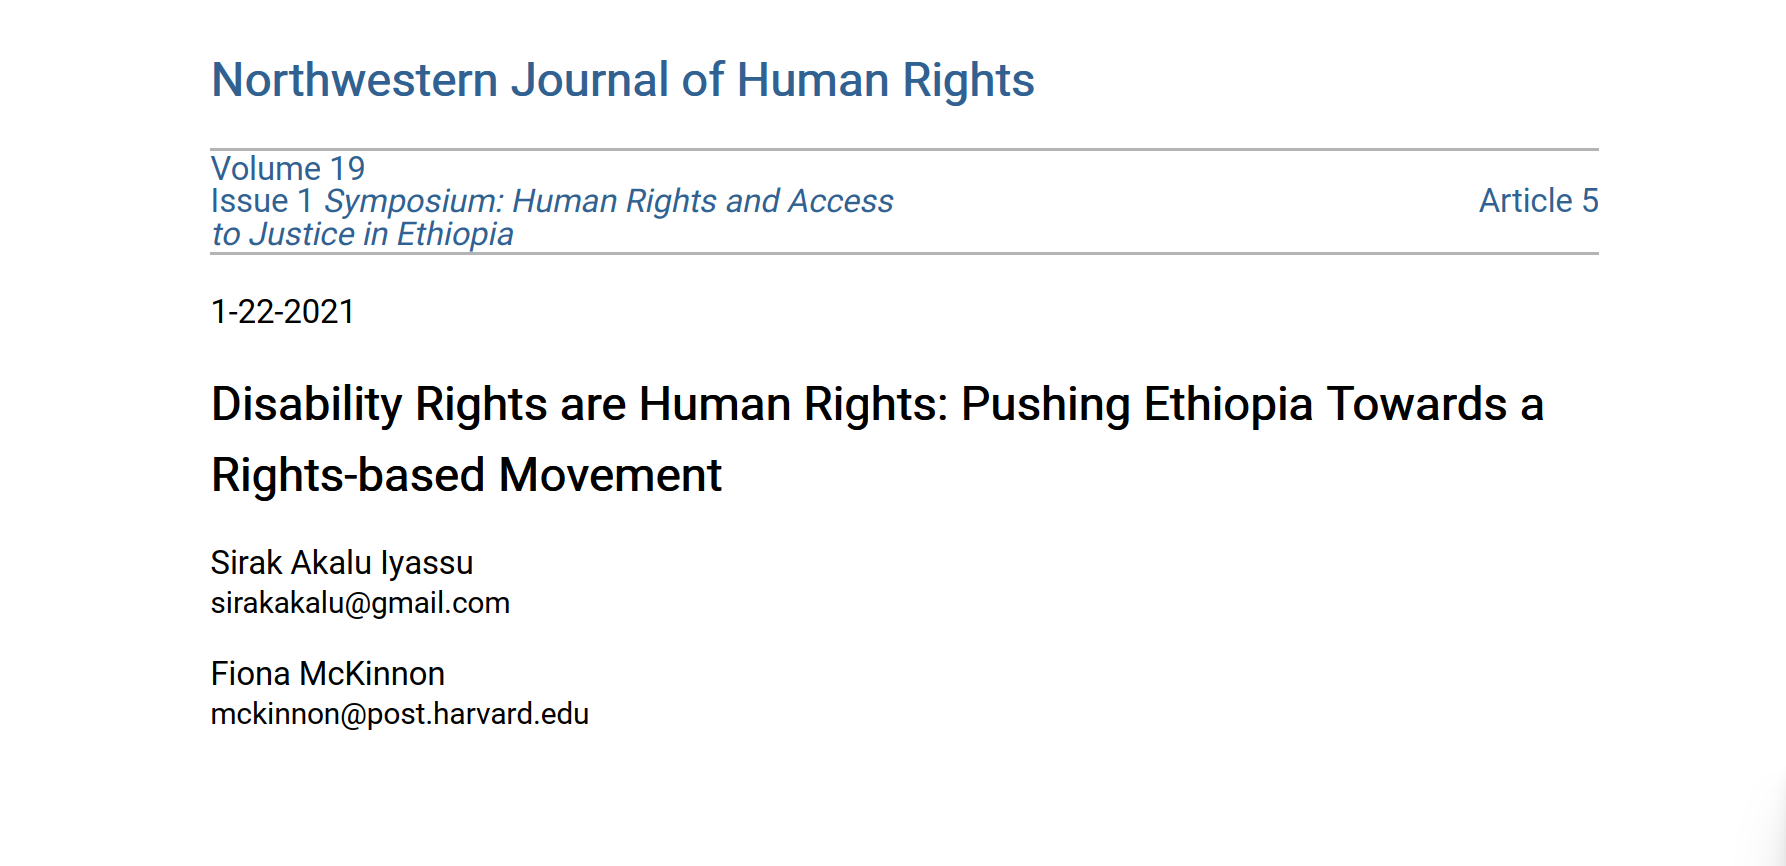 Northwestern Journal of Human Rights
Volume 19
Issue 1 Symposium: Human Rights and Access
to Justice in Ethiopia
Article 5
1-22-2021
Disability Rights are Human Rights: Pushing Ethiopia Towards a
Rights-based Movement
Sirak Akalu Iyassu
sirakakalu@gmail.com
Fiona McKinnon
mckinnon@post.harvard.edu